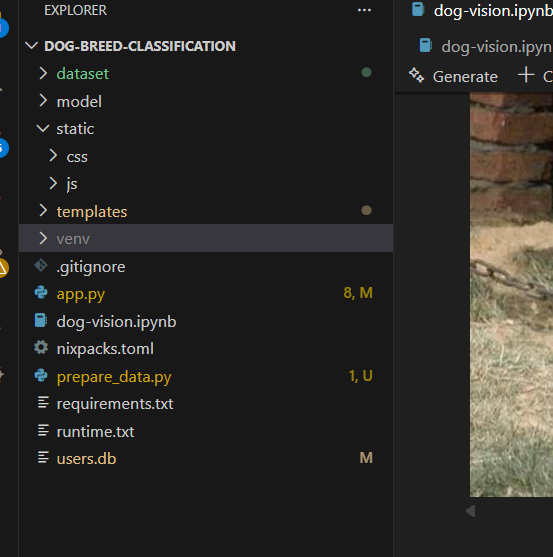 EXPLORER
DOG-BREED-CLASSIFICATION
dataset
model
static
css
js
templates
venv
.gitignore
app.py 8, M
dog-vision.ipynb
nixpacks.toml
prepare_data.py 1, U
requirements.txt
runtime.txt
users.db M
dog-vision.ipynb
dog-vision.ipyn
Generate